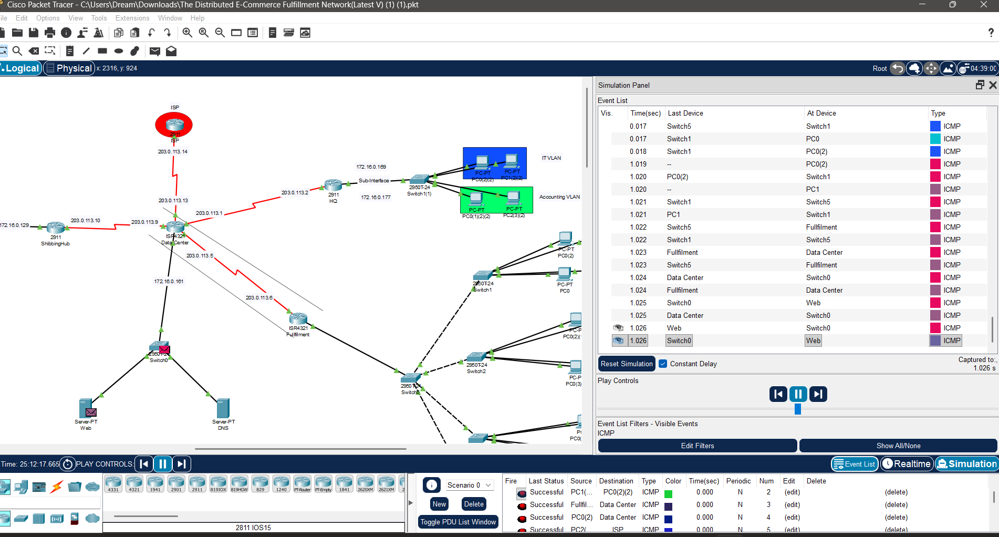 Cisco Packet Tracer - C:\Users\Dream\Downloads\The Distributed E-Commerce Fulfillment Network(Latest V) (1) (1).pkt
ile Edit Options View Tools Extensions Window Help
?
Logical Physical x: 2316, y: 924
Root 04:39:00
ISP
2911
ISP
203.0.113.14
203.0.113.13
203.0.113.1
203.0.113.2
172.16.0.169
Sub-Interface
172.16.0.177
2911
HQ
2950T-24
Switch1(1)
IT VLAN
PC-PT
PC0(2)(2)
PC-PT
PC1(2)(2)
Accounting VLAN
PC-PT
PC0(1)(2)(2)
PC-PT
PC2(3)(2)
172.16.0.129
203.0.113.10
203.0.113.9
2911
ShibbingHub
ISR4321
Data Center
203.0.113.5
203.0.113.6
172.16.0.161
ISR4321
Fullfilment
PC-PT
PC0(2)
PC-PT
PC0
2950T-24
Switch1
PC-P
PC0(2)(
2950T-24
Switch2
PC-P
PC0(3)
2950T-24
Switch5
PC
PC0(
2950T-24
Switch0
Server-PT
Web
Server-PT
DNS
Simulation Panel
Event List
Vis. Time(sec) Last Device At Device Type
0.017 Switch5 Switch1 ICMP
0.017 Switch1 PC0 ICMP
0.018 Switch1 PC0(2) ICMP
1.019 -- PC0(2) ICMP
1.020 PC0(2) Switch1 ICMP
1.020 -- PC1 ICMP
1.021 Switch1 Switch5 ICMP
1.021 PC1 Switch1 ICMP
1.022 Switch5 Fullfilment ICMP
1.022 Switch1 Switch5 ICMP
1.023 Fullfilment Data Center ICMP
1.023 Switch5 Fullfilment ICMP
1.024 Data Center Switch0 ICMP
1.024 Fullfilment Data Center ICMP
1.025 Switch0 Web ICMP
1.025 Data Center Switch0 ICMP
1.026 Web Switch0 ICMP
1.026 Switch0 Web ICMP
Reset Simulation Constant Delay
Captured to:
1.026 s
Play Controls
Event List Filters - Visible Events
ICMP
Edit Filters Show All/None
Time: 25:12:17.665 PLAY CONTROLS:
Event List Realtime Simulation
4331 4321 1941 2901 2911 819IOX 819HGW 829 1240 PT-Router PT-Empty 1841 2620XM 2621XM 2
2811 IOS15
Scenario 0
New Delete
Toggle PDU List Window
Fire Last Status Source Destination Type Color Time(sec) Periodic Num Edit Delete
Successful PC1(... PC0(2)(2) ICMP 0.000 N 2 (edit) (delete)
Successful Fullfil... Data Center ICMP 0.000 N 3 (edit) (delete)
Successful PC0(2) Data Center ICMP 0.000 N 4 (edit) (delete)
Successful PC2( ISP ICMP 0.000 N 5 (edit) (delete)